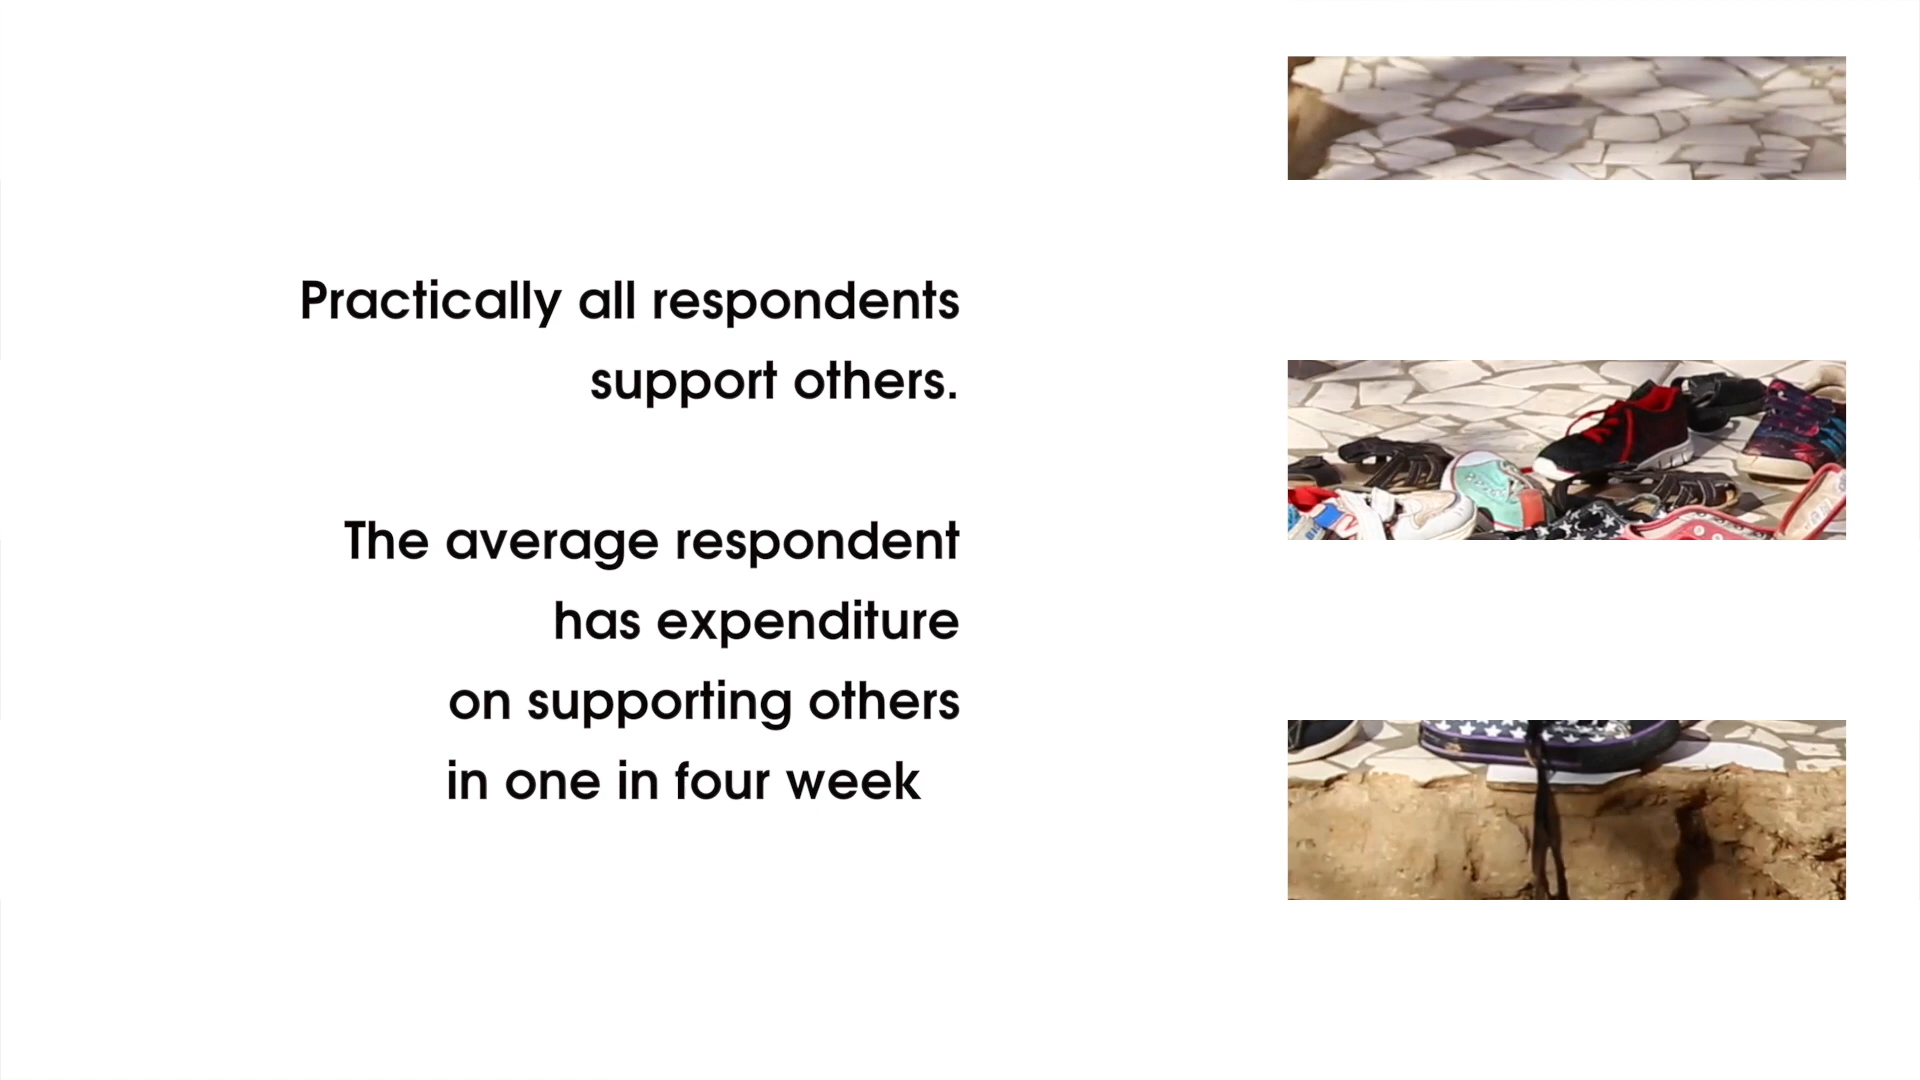 Practically all respondents
support others.
The average respondent
has expenditure
on supporting others
in one in four week